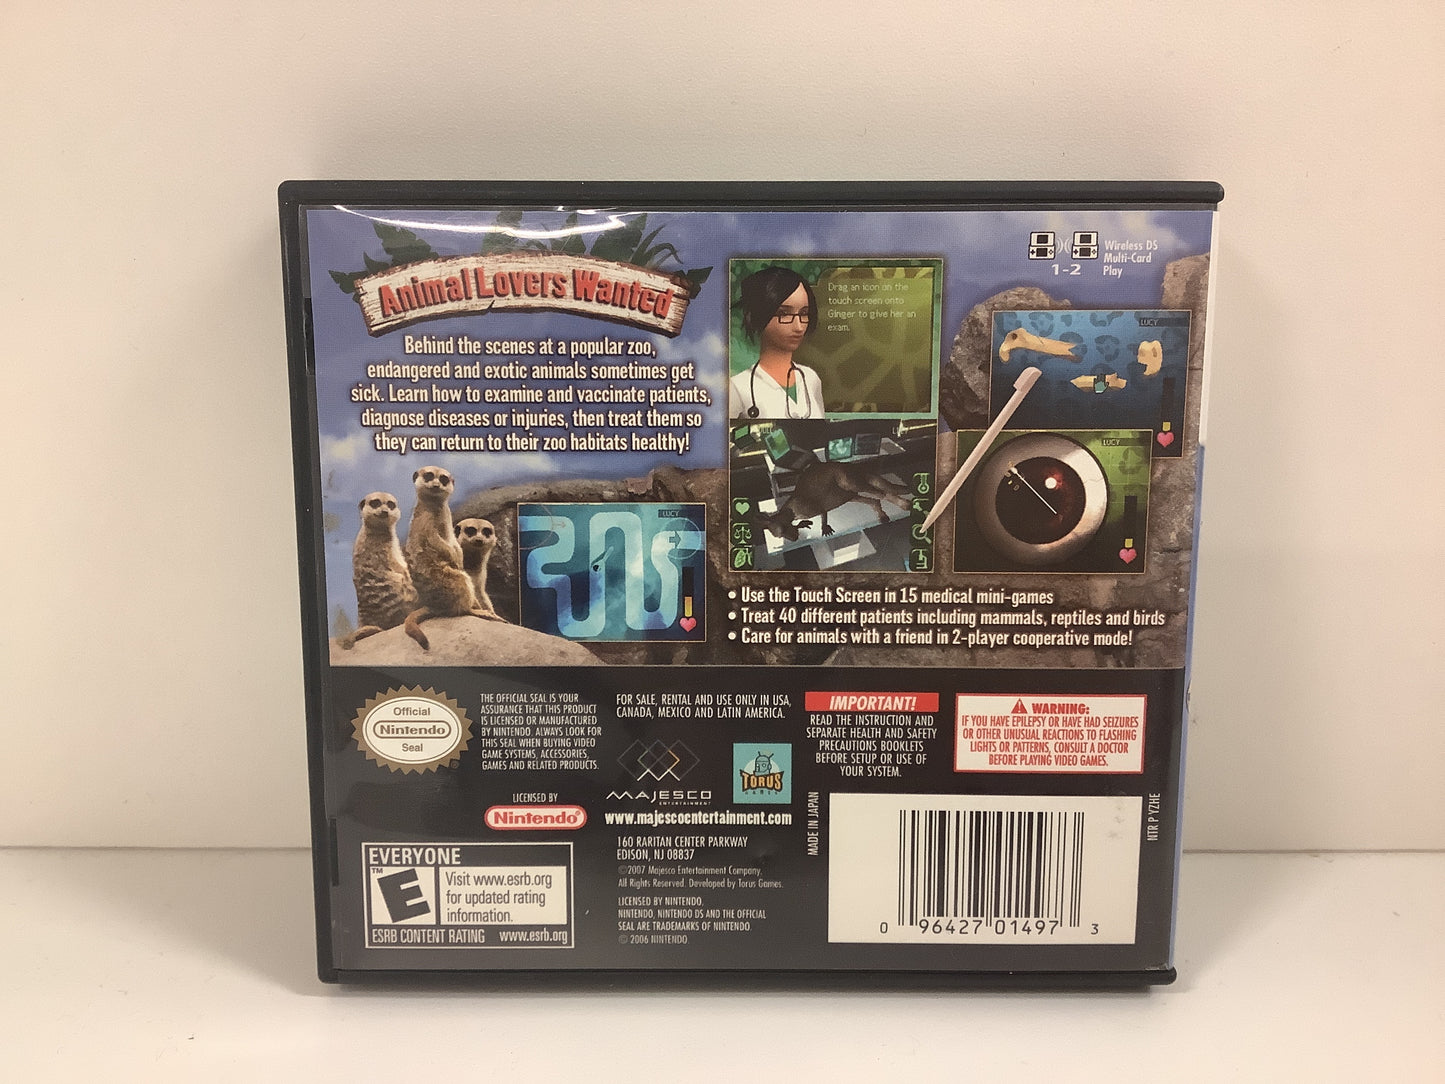 Animal Lovers Wanted
Behind the scenes at a popular zoo,
endangered and exotic animals sometimes get
sick. Learn how to examine and vaccinate patients,
diagnose diseases or injuries, then treat them so
they can return to their zoo habitats healthy!
Drag an icon on the
touch screen onto
Ginger to give her an
exam.
1-2
Wireless DS
Multi-Card
Play
LUCY
LUCY
LUCY
• Use the Touch Screen in 15 medical mini-games
• Treat 40 different patients including mammals, reptiles and birds
• Care for animals with a friend in 2-player cooperative mode!
Official
Nintendo
Seal
THE OFFICIAL SEAL IS YOUR
ASSURANCE THAT THIS PRODUCT
IS LICENSED OR MANUFACTURED
BY NINTENDO. ALWAYS LOOK FOR
THIS SEAL WHEN BUYING VIDEO
GAME SYSTEMS, ACCESSORIES,
GAMES AND RELATED PRODUCTS.
LICENSED BY
Nintendo®
EVERYONE
E™
Visit www.esrb.org
for updated rating
information.
ESRB CONTENT RATING www.esrb.org
FOR SALE, RENTAL AND USE ONLY IN USA,
CANADA, MEXICO AND LATIN AMERICA.
MAJESCO
ENTERTAINMENT
TORUS
GAMES
www.majescoentertainment.com
160 RARITAN CENTER PARKWAY
EDISON, NJ 08837
©2007 Majesco Entertainment Company.
All Rights Reserved. Developed by Torus Games.
LICENSED BY NINTENDO.
NINTENDO, NINTENDO DS AND THE OFFICIAL
SEAL ARE TRADEMARKS OF NINTENDO.
© 2006 NINTENDO.
IMPORTANT!
READ THE INSTRUCTION AND
SEPARATE HEALTH AND SAFETY
PRECAUTIONS BOOKLETS
BEFORE SETUP OR USE OF
YOUR SYSTEM.
WARNING:
IF YOU HAVE EPILEPSY OR HAVE HAD SEIZURES
OR OTHER UNUSUAL REACTIONS TO FLASHING
LIGHTS OR PATTERNS, CONSULT A DOCTOR
BEFORE PLAYING VIDEO GAMES.
MADE IN JAPAN
NTR P YZHE
0 96427 01497 3